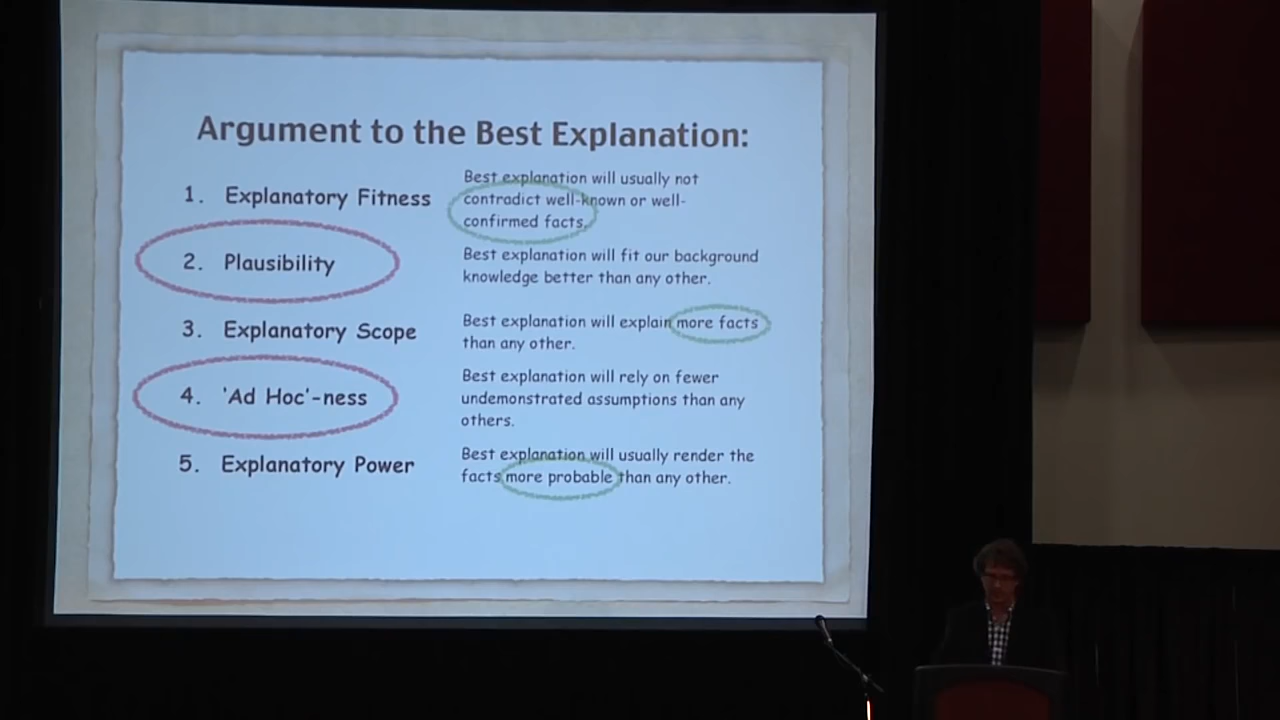 Argument to the Best Explanation:
1. Explanatory Fitness
Best explanation will usually not
contradict well-known or well-
confirmed facts.
2. Plausibility
Best explanation will fit our background
knowledge better than any other.
3. Explanatory Scope
Best explanation will explain more facts
than any other.
4. 'Ad Hoc'-ness
Best explanation will rely on fewer
undemonstrated assumptions than any
others.
5. Explanatory Power
Best explanation will usually render the
facts more probable than any other.